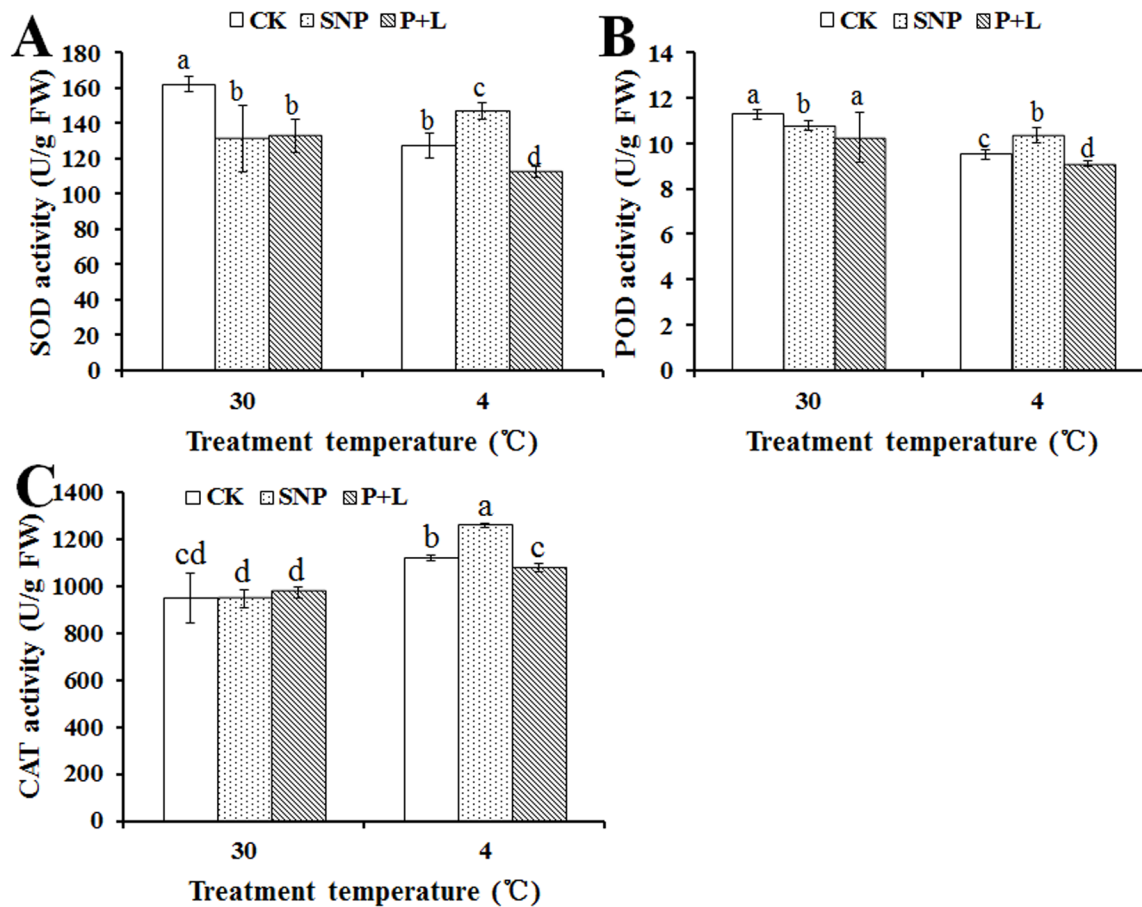 A
CK SNP P+L
SOD activity (U/g FW)
180
160
140
120
100
80
60
40
20
0
a
b
b
b
c
d
30 4
Treatment temperature (℃)
B
CK SNP P+L
POD activity (U/g FW)
14
12
10
8
6
4
2
0
a
b
a
c
b
d
30 4
Treatment temperature (℃)
C
CK SNP P+L
CAT activity (U/g FW)
1400
1200
1000
800
600
400
200
0
cd
d
d
b
a
c
30 4
Treatment temperature (℃)